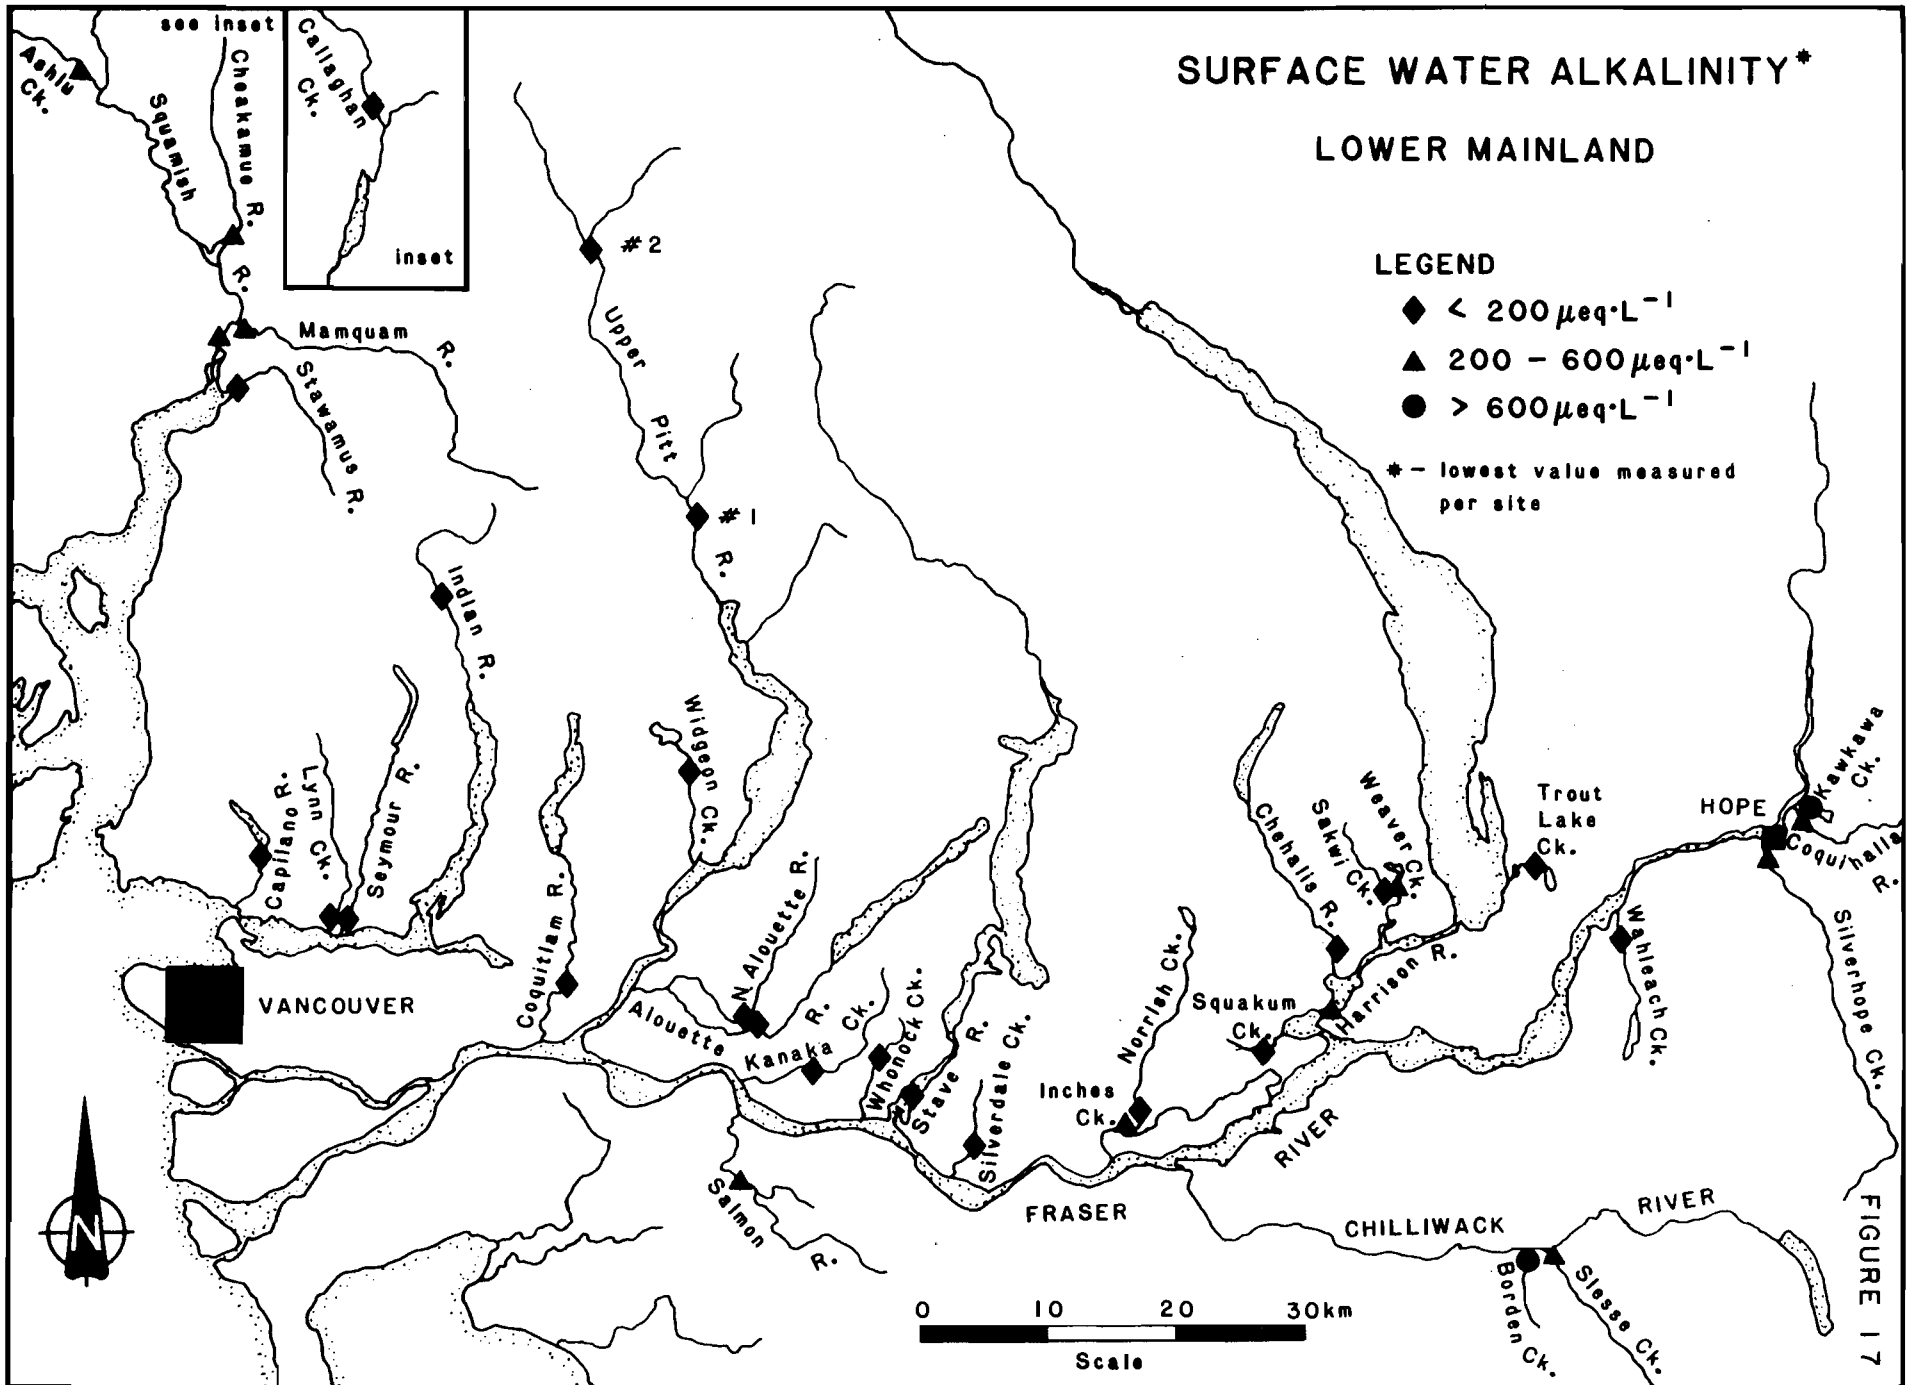 SURFACE WATER ALKALINITY*
LOWER MAINLAND
LEGEND
< 200 μeq·L⁻¹
200 – 600 μeq·L⁻¹
> 600 μeq·L⁻¹
* – lowest value measured
per site
see inset
inset
Callaghan
Ck.
Ashlu
Ck.
Squamish
R.
Cheakamue R.
Mamquam
R.
Stawamus R.
#2
Upper
Pitt
R.
#1
Indian R.
Widgeon Ck.
Capilano R.
Lynn Ck.
Seymour R.
Coquitlam R.
N Alouette R.
Alouette
R.
Kanaka
Ck.
Whonock Ck.
Stave R.
Silverdale Ck.
Norrish Ck.
Inches
Ck.
Squakum
Ck.
Chehalis R.
Sakwi Ck.
Weaver Ck.
Harrison R.
Trout
Lake
Ck.
HOPE
Kawkawa
Ck.
Coquihalla
R.
Wahleach Ck.
Silverhope Ck.
VANCOUVER
Salmon
R.
FRASER
RIVER
CHILLIWACK
RIVER
Borden Ck.
Slesse Ck.
N
0 10 20 30km
Scale
FIGURE 17